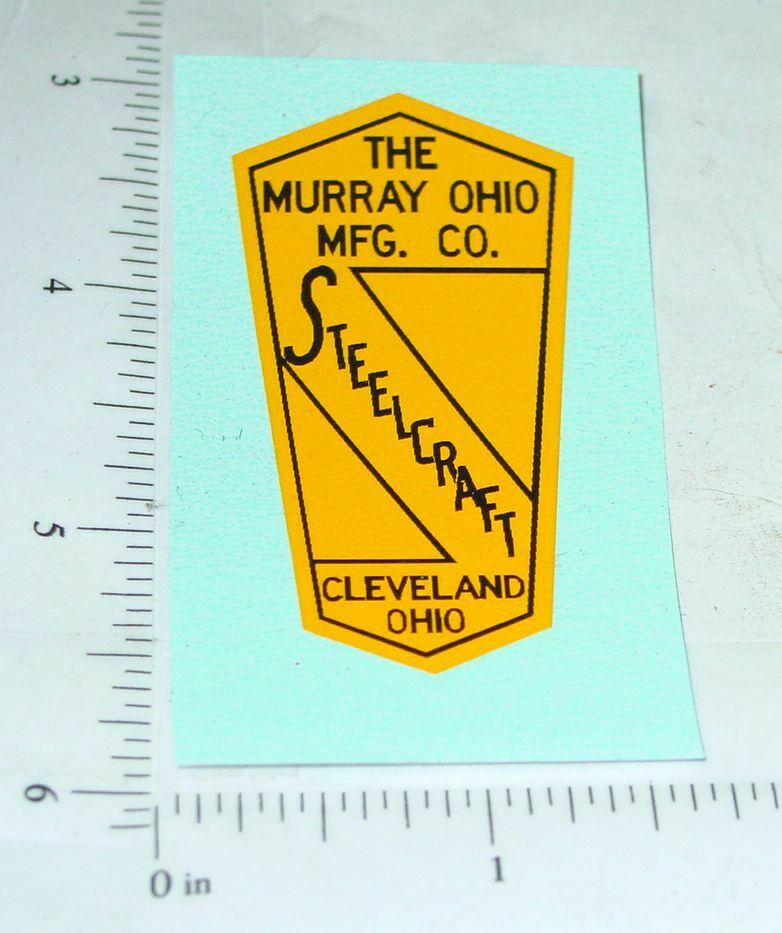 THE
MURRAY OHIO
MFG. CO.
STEELCRAFT
CLEVELAND
OHIO
3
4
5
6
0 in
1